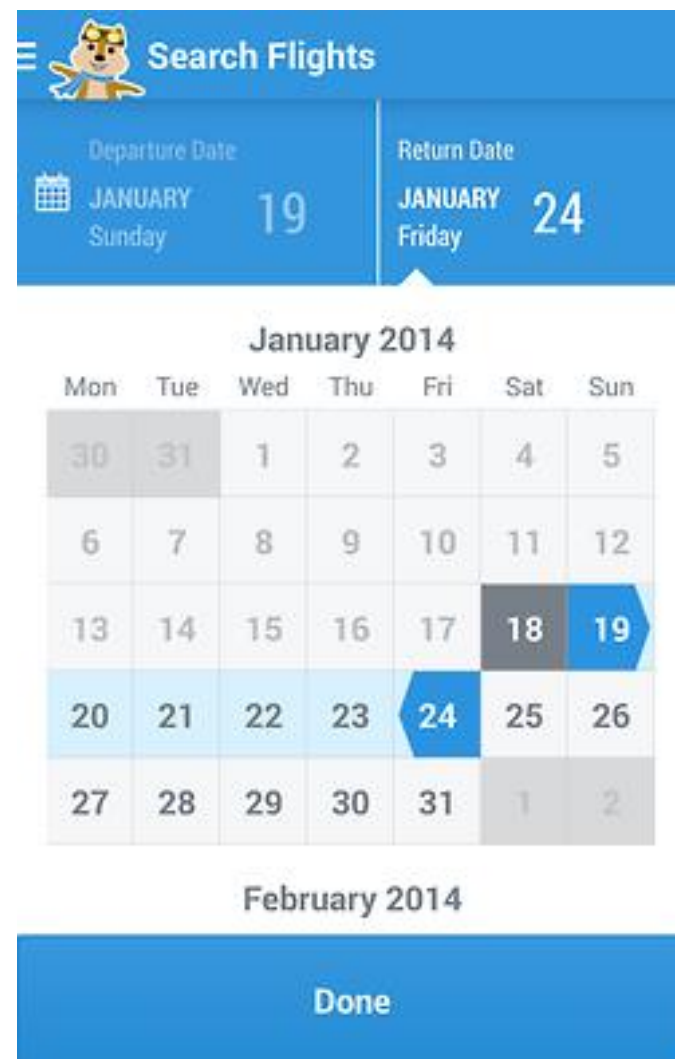 Search Flights
Departure Date
JANUARY 19
Sunday
Return Date
JANUARY 24
Friday
January 2014
Mon Tue Wed Thu Fri Sat Sun
30 31 1 2 3 4 5
6 7 8 9 10 11 12
13 14 15 16 17 18 19
20 21 22 23 24 25 26
27 28 29 30 31 1 2
February 2014
Done